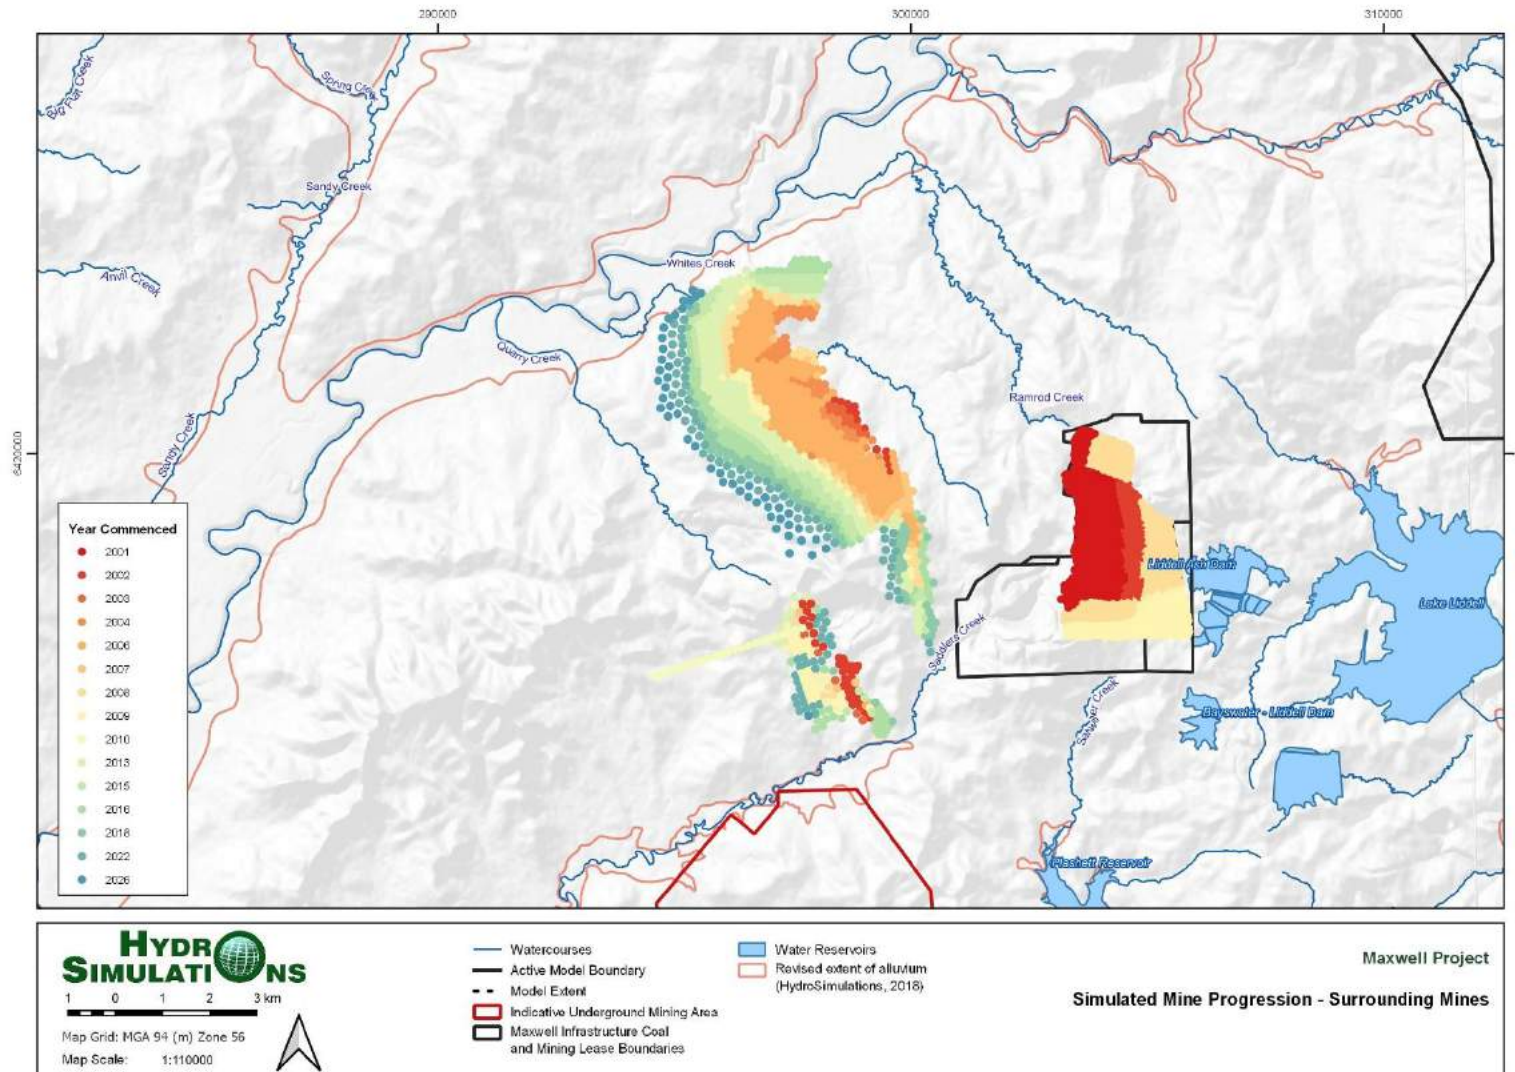 290000
300000
310000
Big Flat Creek
Spring Creek
Sandy Creek
Anvil Creek
Whites Creek
Quarry Creek
Ramrod Creek
Sandy Creek
6420000
Year Commenced
2001
2002
2003
2004
2006
2007
2008
2009
2010
2013
2015
2016
2018
2022
2026
Liddell Ash Dam
Lake Liddell
Saddlers Creek
Saltwater Creek
Bayswater - Liddell Dam
Plashett Reservoir
HYDRO
SIMULATIONS
1 0 1 2 3 km
Map Grid: MGA 94 (m) Zone 56
Map Scale: 1:110000
Watercourses
Active Model Boundary
Model Extent
Indicative Underground Mining Area
Maxwell Infrastructure Coal
and Mining Lease Boundaries
Water Reservoirs
Revised extent of alluvium
(HydroSimulations, 2018)
Maxwell Project
Simulated Mine Progression - Surrounding Mines